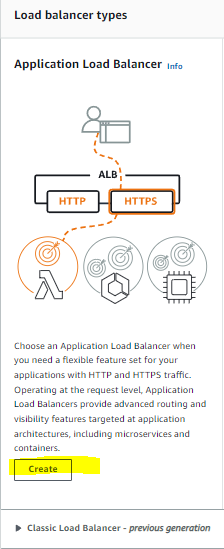 Load balancer types
Application Load Balancer Info
ALB
HTTP
HTTPS
Choose an Application Load Balancer when
you need a flexible feature set for your
applications with HTTP and HTTPS traffic.
Operating at the request level, Application
Load Balancers provide advanced routing and
visibility features targeted at application
architectures, including microservices and
containers.
Create
Classic Load Balancer - previous generation